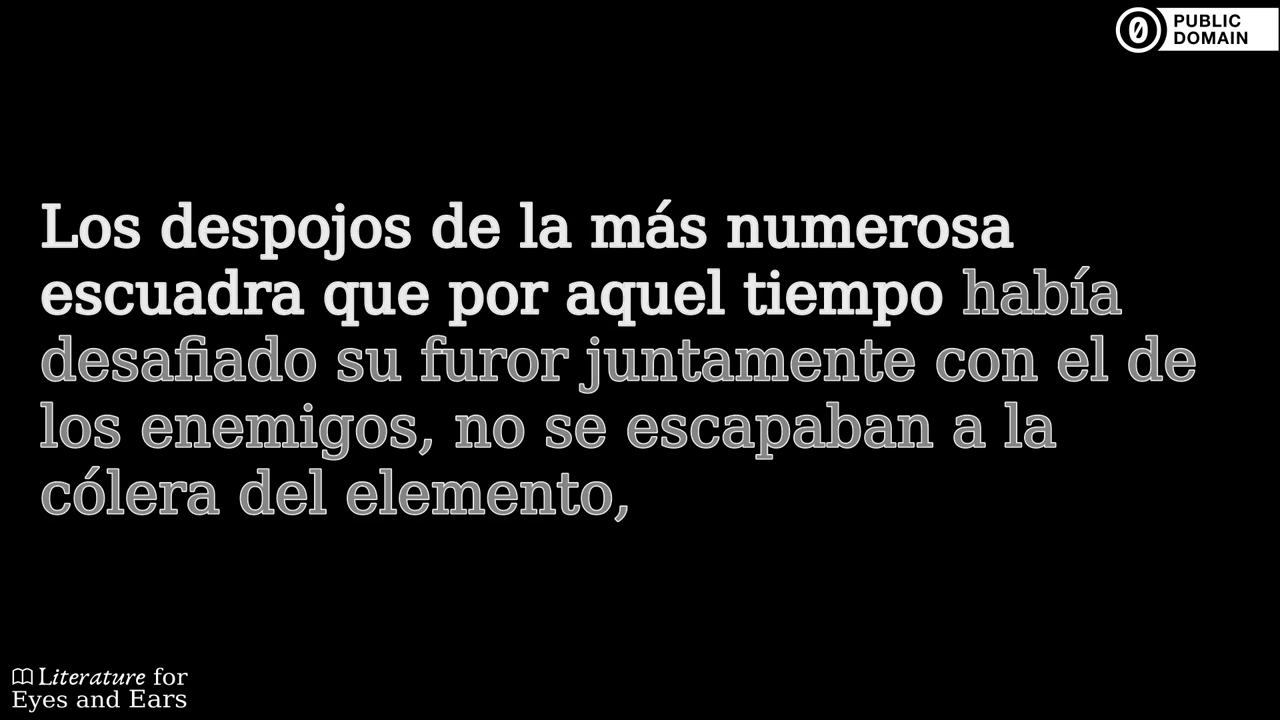 PUBLIC
DOMAIN
Los despojos de la más numerosa
escuadra que por aquel tiempo había
desafiado su furor juntamente con el de
los enemigos, no se escapaban a la
cólera del elemento,
Literature for
Eyes and Ears